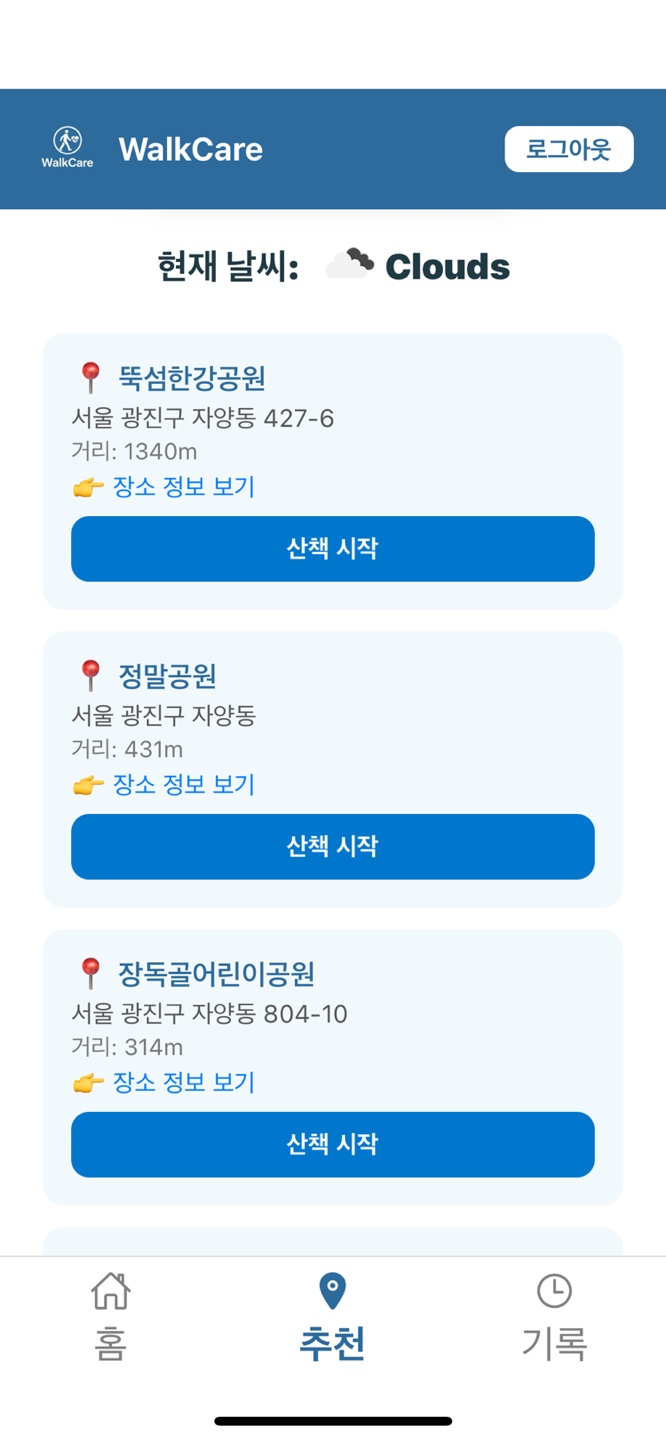 WalkCare
WalkCare
로그아웃
현재 날씨: Clouds
뚝섬한강공원
서울 광진구 자양동 427-6
거리: 1340m
장소 정보 보기
산책 시작
정말공원
서울 광진구 자양동
거리: 431m
장소 정보 보기
산책 시작
장독골어린이공원
서울 광진구 자양동 804-10
거리: 314m
장소 정보 보기
산책 시작
홈
추천
기록